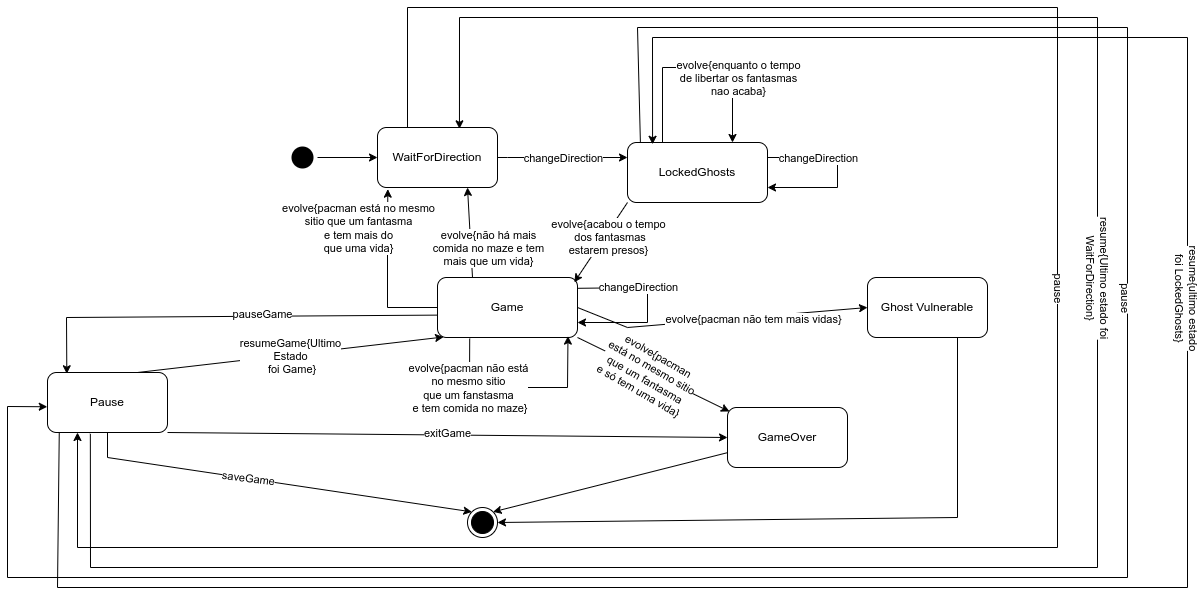 evolve{enquanto o tempo
de libertar os fantasmas
nao acaba}
WaitForDirection
changeDirection
LockedGhosts
changeDirection
evolve{pacman está no mesmo
sitio que um fantasma
e tem mais do
que uma vida}
evolve{não há mais
comida no maze e tem
mais que um vida}
evolve{acabou o tempo
dos fantasmas
estarem presos}
resume{Ultimo estado foi
WaitForDirection}
pause
pause
resume{ultimo estado
foi LockedGhosts}
Game
changeDirection
Ghost Vulnerable
pauseGame
evolve{pacman não tem mais vidas}
resumeGame{Ultimo
Estado
foi Game}
evolve{pacman não está
no mesmo sitio
que um fanstasma
e tem comida no maze}
evolve{pacman
está no mesmo sitio
que um fantasma
e só tem uma vida}
Pause
exitGame
GameOver
saveGame